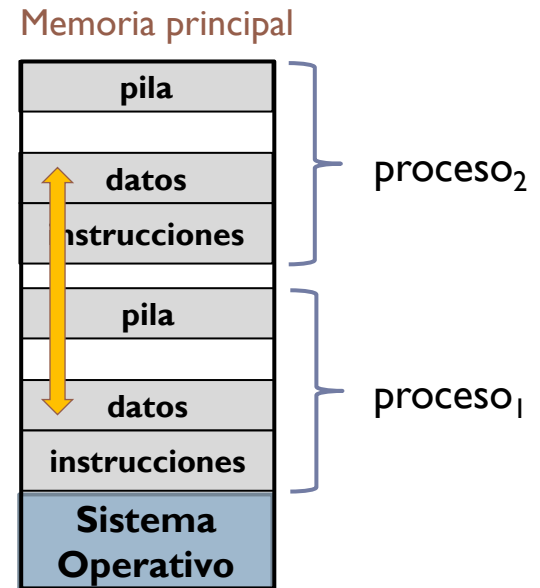 Memoria principal
pila
datos
instrucciones
proceso₂
pila
datos
instrucciones
proceso₁
Sistema
Operativo